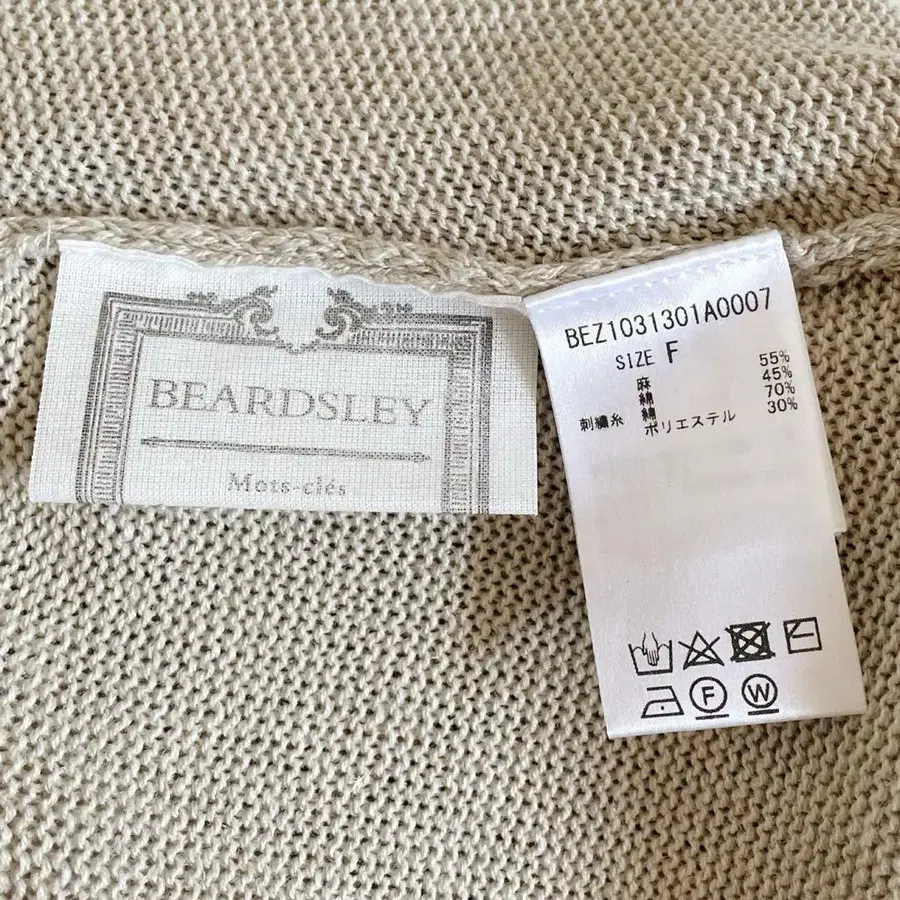 BEARDSLEY
Mots-clés
BEZ1031301A0007
SIZE F
麻 55%
綿 45%
刺繍糸 綿 70%
ポリエステル 30%
F
W